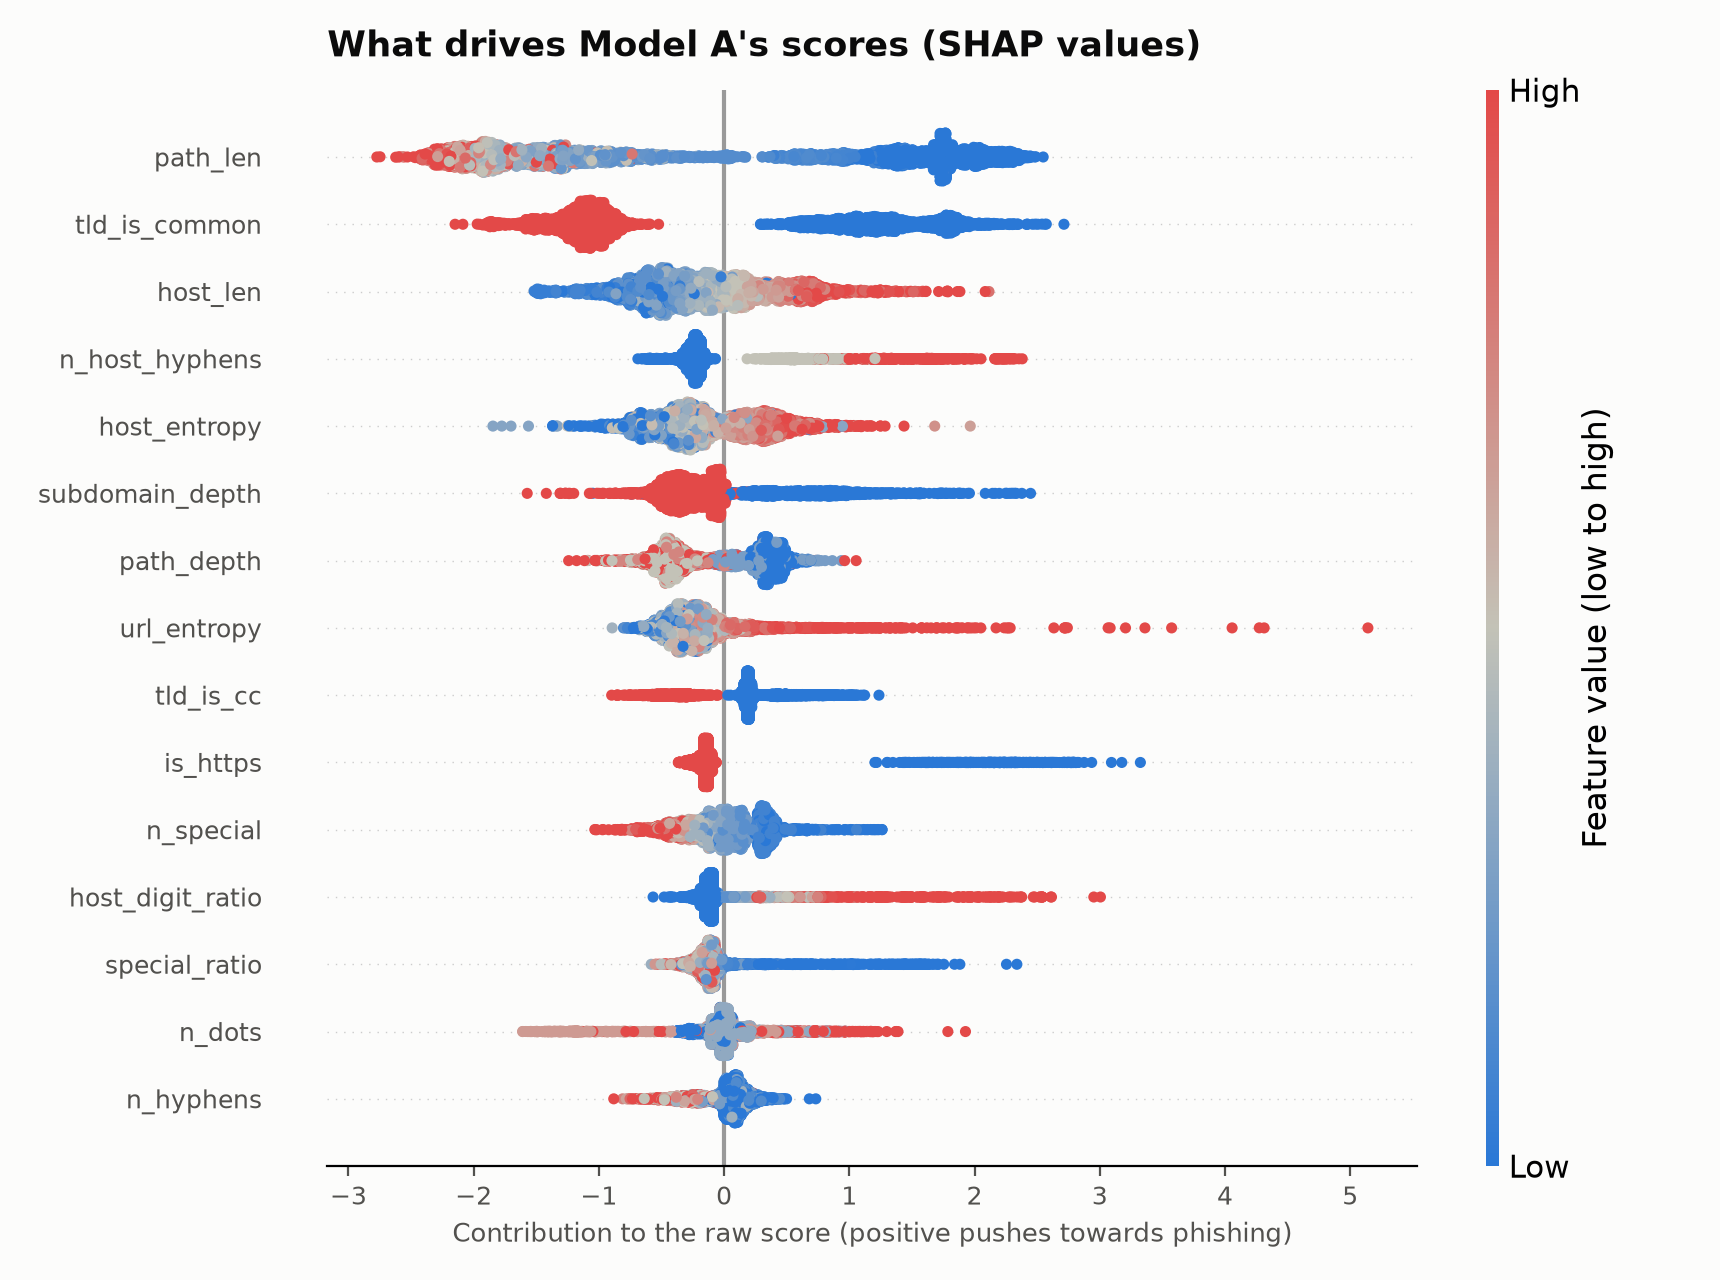 What drives Model A's scores (SHAP values)
High
path_len
tld_is_common
host_len
n_host_hyphens
host_entropy
subdomain_depth
path_depth
url_entropy
tld_is_cc
is_https
n_special
host_digit_ratio
special_ratio
n_dots
n_hyphens
Feature value (low to high)
Low
−3 −2 −1 0 1 2 3 4 5
Contribution to the raw score (positive pushes towards phishing)